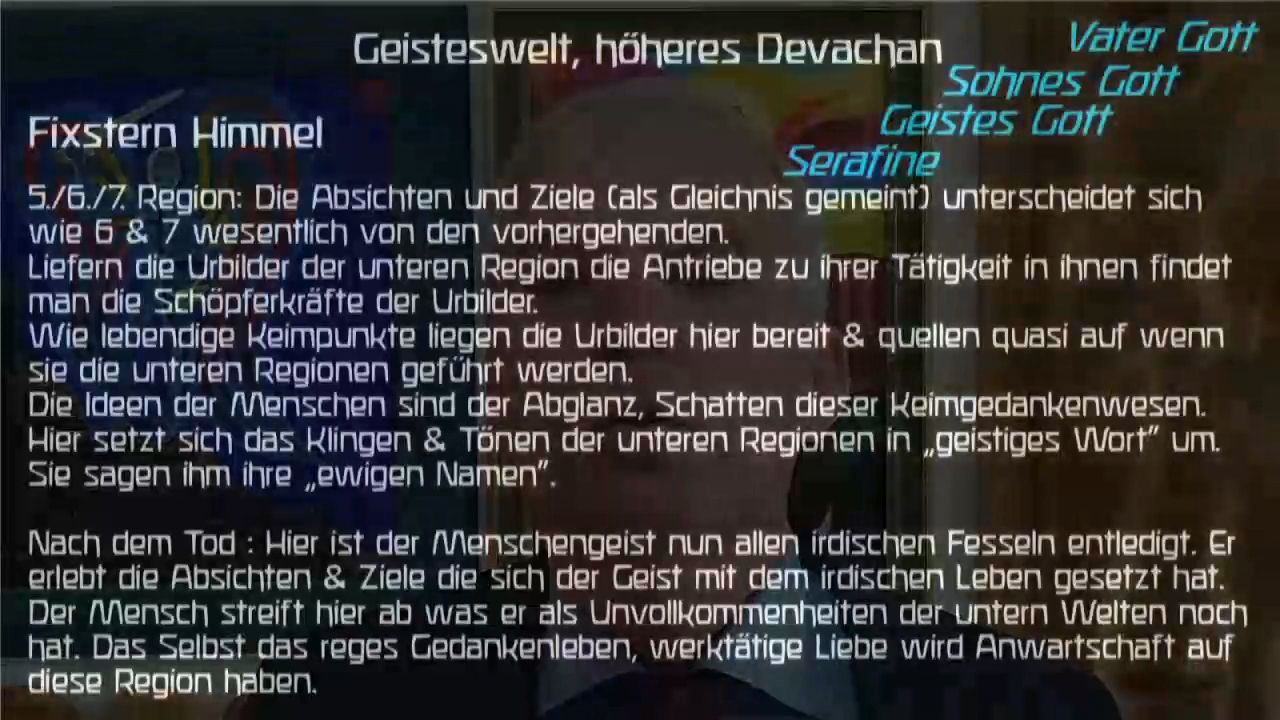 Geisteswelt, höheres Devachan
Vater Gott
Sohnes Gott
Geistes Gott
Serafine
Fixstern Himmel
5./6./7. Region: Die Absichten und Ziele (als Gleichnis gemeint) unterscheidet sich
wie 6 & 7 wesentlich von den vorhergehenden.
Liefern die Urbilder der unteren Region die Antriebe zu ihrer Tätigkeit in ihnen findet
man die Schöpferkräfte der Urbilder.
Wie lebendige Keimpunkte liegen die Urbilder hier bereit & quellen quasi auf wenn
sie die unteren Regionen geführt werden.
Die Ideen der Menschen sind der Abglanz, Schatten dieser Keimgedankenwesen.
Hier setzt sich das Klingen & Tönen der unteren Regionen in „geistiges Wort” um.
Sie sagen ihm ihre „ewigen Namen”.
Nach dem Tod : Hier ist der Menschengeist nun allen irdischen Fesseln entledigt. Er
erlebt die Absichten & Ziele die sich der Geist mit dem irdischen Leben gesetzt hat.
Der Mensch streift hier ab was er als Unvollkommenheiten der untern Welten noch
hat. Das Selbst das reges Gedankenleben, werktätige Liebe wird Anwartschaft auf
diese Region haben.